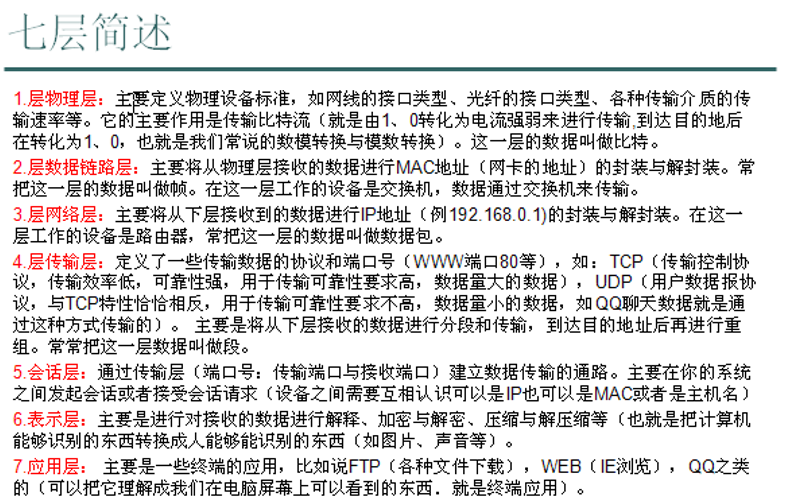 七层简述
1.层物理层：主要定义物理设备标准，如网线的接口类型、光纤的接口类型、各种传输介质的传
输速率等。它的主要作用是传输比特流（就是由1、0转化为电流强弱来进行传输,到达目的地后
在转化为1、0，也就是我们常说的数模转换与模数转换）。这一层的数据叫做比特。
2.层数据链路层：主要将从物理层接收的数据进行MAC地址（网卡的地址）的封装与解封装。常
把这一层的数据叫做帧。在这一层工作的设备是交换机，数据通过交换机来传输。
3.层网络层：主要将从下层接收到的数据进行IP地址（例192.168.0.1)的封装与解封装。在这一
层工作的设备是路由器，常把这一层的数据叫做数据包。
4.层传输层：定义了一些传输数据的协议和端口号（WWW端口80等），如：TCP（传输控制协
议，传输效率低，可靠性强，用于传输可靠性要求高，数据量大的数据），UDP（用户数据报协
议，与TCP特性恰恰相反，用于传输可靠性要求不高，数据量小的数据，如QQ聊天数据就是通
过这种方式传输的）。 主要是将从下层接收的数据进行分段和传输，到达目的地址后再进行重
组。常常把这一层数据叫做段。
5.会话层：通过传输层（端口号：传输端口与接收端口）建立数据传输的通路。主要在你的系统
之间发起会话或者接受会话请求（设备之间需要互相认识可以是IP也可以是MAC或者是主机名）
6.表示层：主要是进行对接收的数据进行解释、加密与解密、压缩与解压缩等（也就是把计算机
能够识别的东西转换成人能够能识别的东西（如图片、声音等）。
7.应用层： 主要是一些终端的应用，比如说FTP（各种文件下载），WEB（IE浏览），QQ之类
的（可以把它理解成我们在电脑屏幕上可以看到的东西．就是终端应用）。